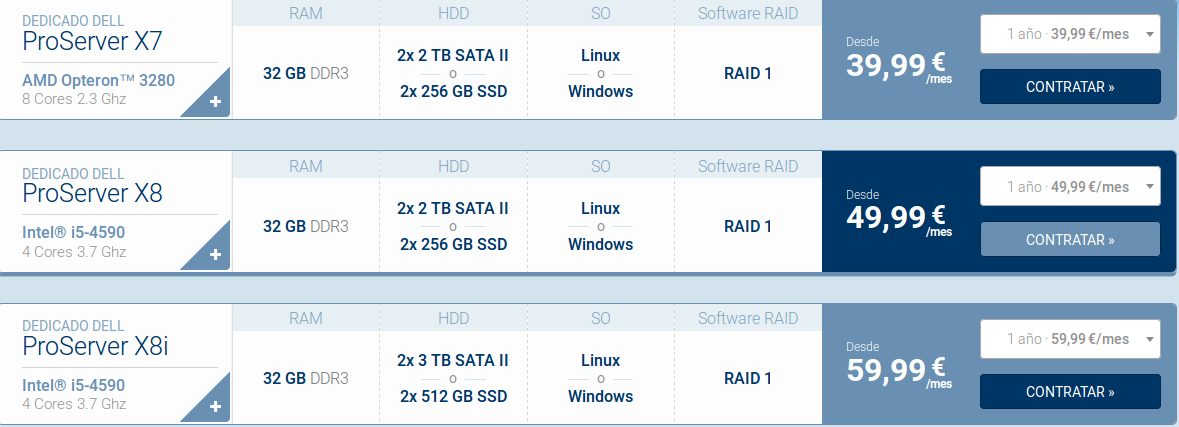 DEDICADO DELL
ProServer X7
AMD Opteron™ 3280
8 Cores 2.3 Ghz
+
RAM
32 GB DDR3
HDD
2x 2 TB SATA II
o
2x 256 GB SSD
SO
Linux
o
Windows
Software RAID
RAID 1
Desde
39,99 €
/mes
1 año · 39,99 €/mes
CONTRATAR »
DEDICADO DELL
ProServer X8
Intel® i5-4590
4 Cores 3.7 Ghz
+
RAM
32 GB DDR3
HDD
2x 2 TB SATA II
o
2x 256 GB SSD
SO
Linux
o
Windows
Software RAID
RAID 1
Desde
49,99 €
/mes
1 año · 49,99 €/mes
CONTRATAR »
DEDICADO DELL
ProServer X8i
Intel® i5-4590
4 Cores 3.7 Ghz
+
RAM
32 GB DDR3
HDD
2x 3 TB SATA II
o
2x 512 GB SSD
SO
Linux
o
Windows
Software RAID
RAID 1
Desde
59,99 €
/mes
1 año · 59,99 €/mes
CONTRATAR »